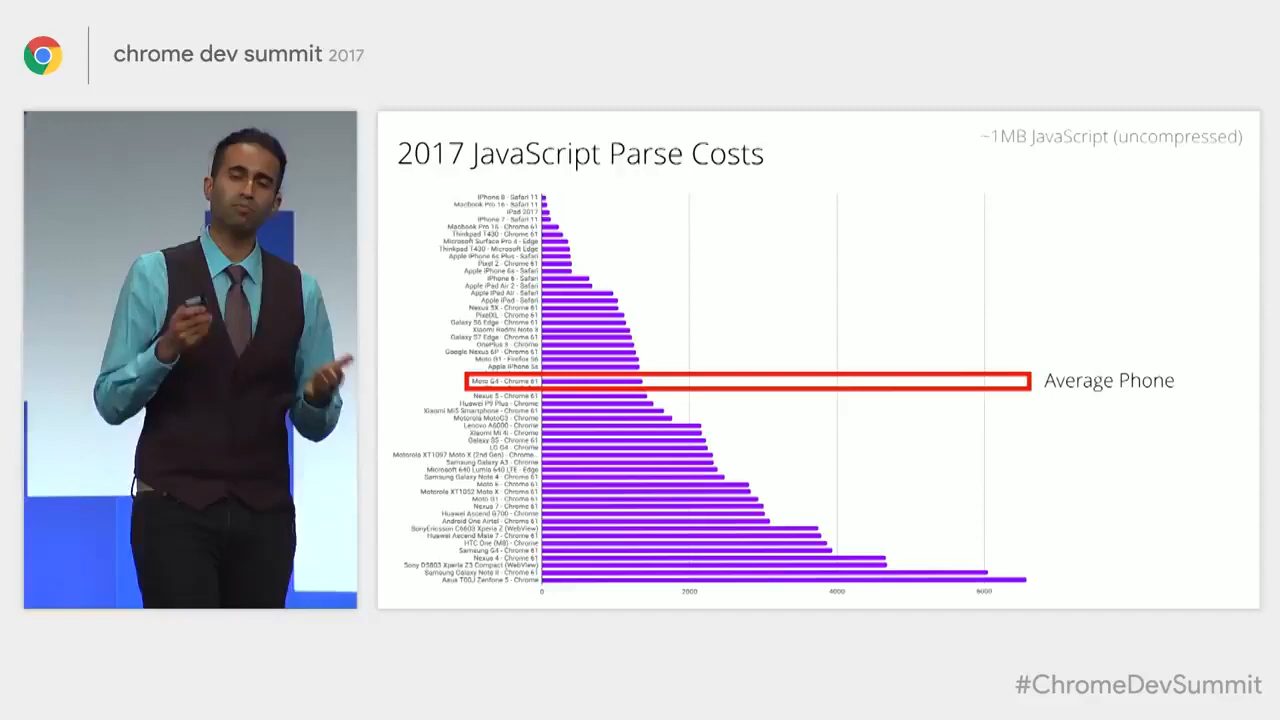 chrome dev summit 2017
~1MB JavaScript (uncompressed)
2017 JavaScript Parse Costs
iPhone 8 - Safari 11
Macbook Pro 16 - Safari 11
iPad 2017
iPhone 7 - Safari 11
Macbook Pro 16 - Chrome 61
Thinkpad T430 - Chrome 61
Microsoft Surface Pro 4 - Edge
Thinkpad T430 - Microsoft Edge
Apple iPhone 6s Plus - Safari
Pixel 2 - Chrome 61
Apple iPhone 6s - Safari
iPhone 6 - Safari
Apple iPad Air 2 - Safari
Apple iPad Air - Safari
Apple iPad - Safari
Nexus 5X - Chrome 61
PixelXL - Chrome 61
Galaxy S6 Edge - Chrome 61
Xiaomi Redmi Note
Galaxy S7 Edge - Chrome 61
OnePlus 3 - Chrome
Google Nexus 6P - Chrome 61
Moto G1 - Firefox 56
Apple iPhone 5s
Moto G4 - Chrome 61
Average Phone
Nexus 5 - Chrome 61
Huawei P9 Plus - Chrome
Xiaomi Mi5 Smartphone - Chrome 61
Motorola MotoG3 - Chrome
Lenovo A6000 - Chrome
Xiaomi Mi 4i - Chrome
Galaxy S5 - Chrome 61
LG G4 - Chrome
Motorola XT1097 Moto X (2nd Gen) - Chrome...
Samsung Galaxy A3 - Chrome
Microsoft 640 Lumia 640 LTE - Edge
Samsung Galaxy Note 4 - Chrome 61
Moto E - Chrome 61
Motorola XT1052 Moto X - Chrome 61
Moto G1 - Chrome 61
Nexus 7 - Chrome 61
Huawei Ascend G700 - Chrome
Android One Airtel - Chrome 61
SonyEricsson C6603 Xperia Z (WebView)
Huawei Ascend Mate 7 - Chrome 61
HTC One (M8) - Chrome
Samsung G4 - Chrome 61
Nexus 4 - Chrome 61
Sony D5803 Xperia Z3 Compact (WebView)
Samsung Galaxy Note II - Chrome 61
Asus T00J Zenfone 5 - Chrome
0 2000 4000 6000
#ChromeDevSummit